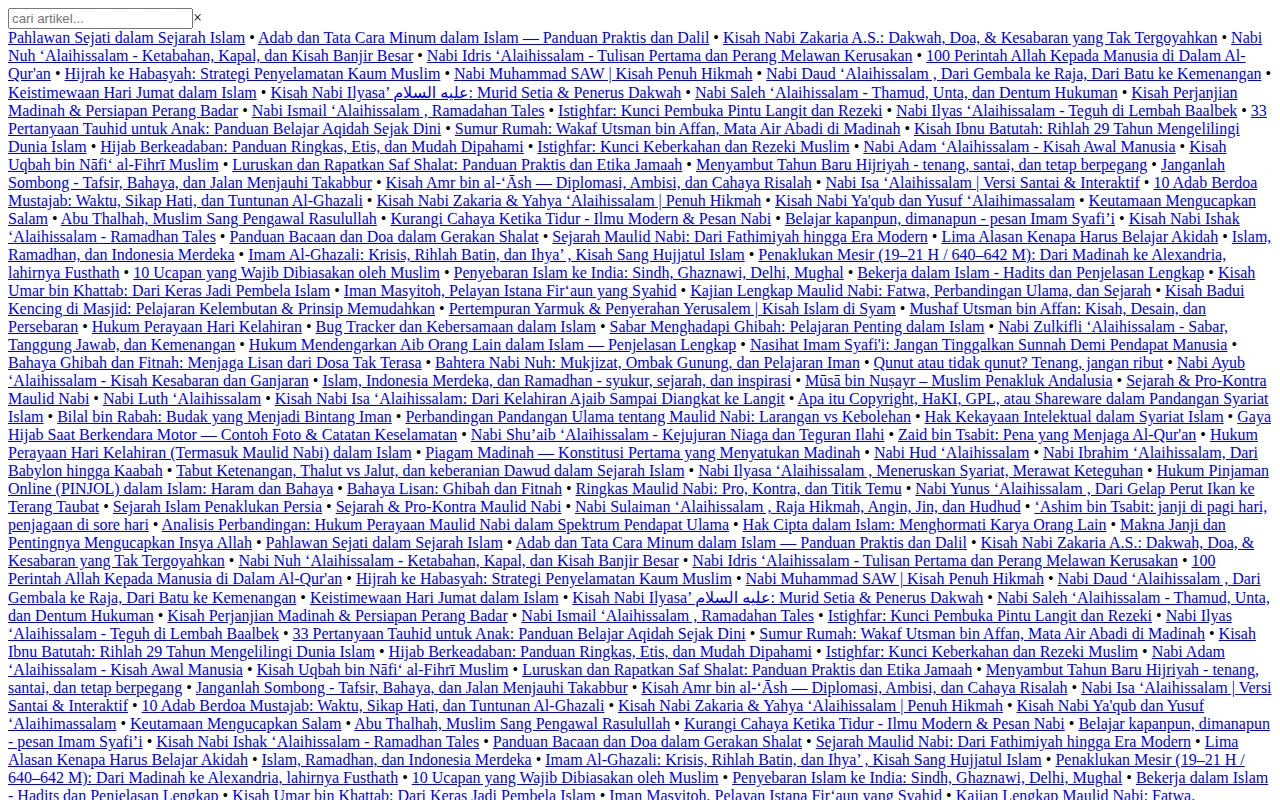 cari artikel... ×
Pahlawan Sejati dalam Sejarah Islam • Adab dan Tata Cara Minum dalam Islam — Panduan Praktis dan Dalil • Kisah Nabi Zakaria A.S.: Dakwah, Doa, & Kesabaran yang Tak Tergoyahkan • Nabi
Nuh ‘Alaihissalam - Ketabahan, Kapal, dan Kisah Banjir Besar • Nabi Idris ‘Alaihissalam - Tulisan Pertama dan Perang Melawan Kerusakan • 100 Perintah Allah Kepada Manusia di Dalam Al-
Qur'an • Hijrah ke Habasyah: Strategi Penyelamatan Kaum Muslim • Nabi Muhammad SAW | Kisah Penuh Hikmah • Nabi Daud ‘Alaihissalam , Dari Gembala ke Raja, Dari Batu ke Kemenangan •
Keistimewaan Hari Jumat dalam Islam • Kisah Nabi Ilyasa’ عليه السلام: Murid Setia & Penerus Dakwah • Nabi Saleh ‘Alaihissalam - Thamud, Unta, dan Dentum Hukuman • Kisah Perjanjian
Madinah & Persiapan Perang Badar • Nabi Ismail ‘Alaihissalam , Ramadahan Tales • Istighfar: Kunci Pembuka Pintu Langit dan Rezeki • Nabi Ilyas ‘Alaihissalam - Teguh di Lembah Baalbek • 33
Pertanyaan Tauhid untuk Anak: Panduan Belajar Aqidah Sejak Dini • Sumur Rumah: Wakaf Utsman bin Affan, Mata Air Abadi di Madinah • Kisah Ibnu Batutah: Rihlah 29 Tahun Mengelilingi
Dunia Islam • Hijab Berkeadaban: Panduan Ringkas, Etis, dan Mudah Dipahami • Istighfar: Kunci Keberkahan dan Rezeki Muslim • Nabi Adam ‘Alaihissalam - Kisah Awal Manusia • Kisah
Uqbah bin Nāfi‘ al-Fihrī Muslim • Luruskan dan Rapatkan Saf Shalat: Panduan Praktis dan Etika Jamaah • Menyambut Tahun Baru Hijriyah - tenang, santai, dan tetap berpegang • Janganlah
Sombong - Tafsir, Bahaya, dan Jalan Menjauhi Takabbur • Kisah Amr bin al-‘Āsh — Diplomasi, Ambisi, dan Cahaya Risalah • Nabi Isa ‘Alaihissalam | Versi Santai & Interaktif • 10 Adab Berdoa
Mustajab: Waktu, Sikap Hati, dan Tuntunan Al-Ghazali • Kisah Nabi Zakaria & Yahya ‘Alaihissalam | Penuh Hikmah • Kisah Nabi Ya'qub dan Yusuf ‘Alaihimassalam • Keutamaan Mengucapkan
Salam • Abu Thalhah, Muslim Sang Pengawal Rasulullah • Kurangi Cahaya Ketika Tidur - Ilmu Modern & Pesan Nabi • Belajar kapanpun, dimanapun - pesan Imam Syafi’i • Kisah Nabi Ishak
‘Alaihissalam - Ramadhan Tales • Panduan Bacaan dan Doa dalam Gerakan Shalat • Sejarah Maulid Nabi: Dari Fathimiyah hingga Era Modern • Lima Alasan Kenapa Harus Belajar Akidah • Islam,
Ramadhan, dan Indonesia Merdeka • Imam Al-Ghazali: Krisis, Rihlah Batin, dan Ihya’ , Kisah Sang Hujjatul Islam • Penaklukan Mesir (19–21 H / 640–642 M): Dari Madinah ke Alexandria,
lahirnya Fusthath • 10 Ucapan yang Wajib Dibiasakan oleh Muslim • Penyebaran Islam ke India: Sindh, Ghaznawi, Delhi, Mughal • Bekerja dalam Islam - Hadits dan Penjelasan Lengkap • Kisah
Umar bin Khattab: Dari Keras Jadi Pembela Islam • Iman Masyitoh, Pelayan Istana Fir‘aun yang Syahid • Kajian Lengkap Maulid Nabi: Fatwa, Perbandingan Ulama, dan Sejarah • Kisah Badui
Kencing di Masjid: Pelajaran Kelembutan & Prinsip Memudahkan • Pertempuran Yarmuk & Penyerahan Yerusalem | Kisah Islam di Syam • Mushaf Utsman bin Affan: Kisah, Desain, dan
Persebaran • Hukum Perayaan Hari Kelahiran • Bug Tracker dan Kebersamaan dalam Islam • Sabar Menghadapi Ghibah: Pelajaran Penting dalam Islam • Nabi Zulkifli ‘Alaihissalam - Sabar,
Tanggung Jawab, dan Kemenangan • Hukum Mendengarkan Aib Orang Lain dalam Islam — Penjelasan Lengkap • Nasihat Imam Syafi'i: Jangan Tinggalkan Sunnah Demi Pendapat Manusia •
Bahaya Ghibah dan Fitnah: Menjaga Lisan dari Dosa Tak Terasa • Bahtera Nabi Nuh: Mukjizat, Ombak Gunung, dan Pelajaran Iman • Qunut atau tidak qunut? Tenang, jangan ribut • Nabi Ayub
‘Alaihissalam - Kisah Kesabaran dan Ganjaran • Islam, Indonesia Merdeka, dan Ramadhan - syukur, sejarah, dan inspirasi • Mūsā bin Nuṣayr – Muslim Penakluk Andalusia • Sejarah & Pro-Kontra
Maulid Nabi • Nabi Luth ‘Alaihissalam • Kisah Nabi Isa ‘Alaihissalam: Dari Kelahiran Ajaib Sampai Diangkat ke Langit • Apa itu Copyright, HaKI, GPL, atau Shareware dalam Pandangan Syariat
Islam • Bilal bin Rabah: Budak yang Menjadi Bintang Iman • Perbandingan Pandangan Ulama tentang Maulid Nabi: Larangan vs Kebolehan • Hak Kekayaan Intelektual dalam Syariat Islam • Gaya
Hijab Saat Berkendara Motor — Contoh Foto & Catatan Keselamatan • Nabi Shu’aib ‘Alaihissalam - Kejujuran Niaga dan Teguran Ilahi • Zaid bin Tsabit: Pena yang Menjaga Al-Qur'an • Hukum
Perayaan Hari Kelahiran (Termasuk Maulid Nabi) dalam Islam • Piagam Madinah — Konstitusi Pertama yang Menyatukan Madinah • Nabi Hud ‘Alaihissalam • Nabi Ibrahim ‘Alaihissalam, Dari
Babylon hingga Kaabah • Tabut Ketenangan, Thalut vs Jalut, dan keberanian Dawud dalam Sejarah Islam • Nabi Ilyasa ‘Alaihissalam , Meneruskan Syariat, Merawat Keteguhan • Hukum Pinjaman
Online (PINJOL) dalam Islam: Haram dan Bahaya • Bahaya Lisan: Ghibah dan Fitnah • Ringkas Maulid Nabi: Pro, Kontra, dan Titik Temu • Nabi Yunus ‘Alaihissalam , Dari Gelap Perut Ikan ke
Terang Taubat • Sejarah Islam Penaklukan Persia • Sejarah & Pro-Kontra Maulid Nabi • Nabi Sulaiman ‘Alaihissalam , Raja Hikmah, Angin, Jin, dan Hudhud • ‘Ashim bin Tsabit: janji di pagi hari,
penjagaan di sore hari • Analisis Perbandingan: Hukum Perayaan Maulid Nabi dalam Spektrum Pendapat Ulama • Hak Cipta dalam Islam: Menghormati Karya Orang Lain • Makna Janji dan
Pentingnya Mengucapkan Insya Allah • Pahlawan Sejati dalam Sejarah Islam • Adab dan Tata Cara Minum dalam Islam — Panduan Praktis dan Dalil • Kisah Nabi Zakaria A.S.: Dakwah, Doa, &
Kesabaran yang Tak Tergoyahkan • Nabi Nuh ‘Alaihissalam - Ketabahan, Kapal, dan Kisah Banjir Besar • Nabi Idris ‘Alaihissalam - Tulisan Pertama dan Perang Melawan Kerusakan • 100
Perintah Allah Kepada Manusia di Dalam Al-Qur'an • Hijrah ke Habasyah: Strategi Penyelamatan Kaum Muslim • Nabi Muhammad SAW | Kisah Penuh Hikmah • Nabi Daud ‘Alaihissalam , Dari
Gembala ke Raja, Dari Batu ke Kemenangan • Keistimewaan Hari Jumat dalam Islam • Kisah Nabi Ilyasa’ عليه السلام: Murid Setia & Penerus Dakwah • Nabi Saleh ‘Alaihissalam - Thamud, Unta,
dan Dentum Hukuman • Kisah Perjanjian Madinah & Persiapan Perang Badar • Nabi Ismail ‘Alaihissalam , Ramadahan Tales • Istighfar: Kunci Pembuka Pintu Langit dan Rezeki • Nabi Ilyas
‘Alaihissalam - Teguh di Lembah Baalbek • 33 Pertanyaan Tauhid untuk Anak: Panduan Belajar Aqidah Sejak Dini • Sumur Rumah: Wakaf Utsman bin Affan, Mata Air Abadi di Madinah • Kisah
Ibnu Batutah: Rihlah 29 Tahun Mengelilingi Dunia Islam • Hijab Berkeadaban: Panduan Ringkas, Etis, dan Mudah Dipahami • Istighfar: Kunci Keberkahan dan Rezeki Muslim • Nabi Adam
‘Alaihissalam - Kisah Awal Manusia • Kisah Uqbah bin Nāfi‘ al-Fihrī Muslim • Luruskan dan Rapatkan Saf Shalat: Panduan Praktis dan Etika Jamaah • Menyambut Tahun Baru Hijriyah - tenang,
santai, dan tetap berpegang • Janganlah Sombong - Tafsir, Bahaya, dan Jalan Menjauhi Takabbur • Kisah Amr bin al-‘Āsh — Diplomasi, Ambisi, dan Cahaya Risalah • Nabi Isa ‘Alaihissalam | Versi
Santai & Interaktif • 10 Adab Berdoa Mustajab: Waktu, Sikap Hati, dan Tuntunan Al-Ghazali • Kisah Nabi Zakaria & Yahya ‘Alaihissalam | Penuh Hikmah • Kisah Nabi Ya'qub dan Yusuf
‘Alaihimassalam • Keutamaan Mengucapkan Salam • Abu Thalhah, Muslim Sang Pengawal Rasulullah • Kurangi Cahaya Ketika Tidur - Ilmu Modern & Pesan Nabi • Belajar kapanpun, dimanapun
- pesan Imam Syafi’i • Kisah Nabi Ishak ‘Alaihissalam - Ramadhan Tales • Panduan Bacaan dan Doa dalam Gerakan Shalat • Sejarah Maulid Nabi: Dari Fathimiyah hingga Era Modern • Lima
Alasan Kenapa Harus Belajar Akidah • Islam, Ramadhan, dan Indonesia Merdeka • Imam Al-Ghazali: Krisis, Rihlah Batin, dan Ihya’ , Kisah Sang Hujjatul Islam • Penaklukan Mesir (19–21 H /
640–642 M): Dari Madinah ke Alexandria, lahirnya Fusthath • 10 Ucapan yang Wajib Dibiasakan oleh Muslim • Penyebaran Islam ke India: Sindh, Ghaznawi, Delhi, Mughal • Bekerja dalam Islam
- Hadits dan Penjelasan Lengkap • Kisah Umar bin Khattab: Dari Keras Jadi Pembela Islam • Iman Masyitoh, Pelayan Istana Fir‘aun yang Syahid • Kajian Lengkap Maulid Nabi: Fatwa,